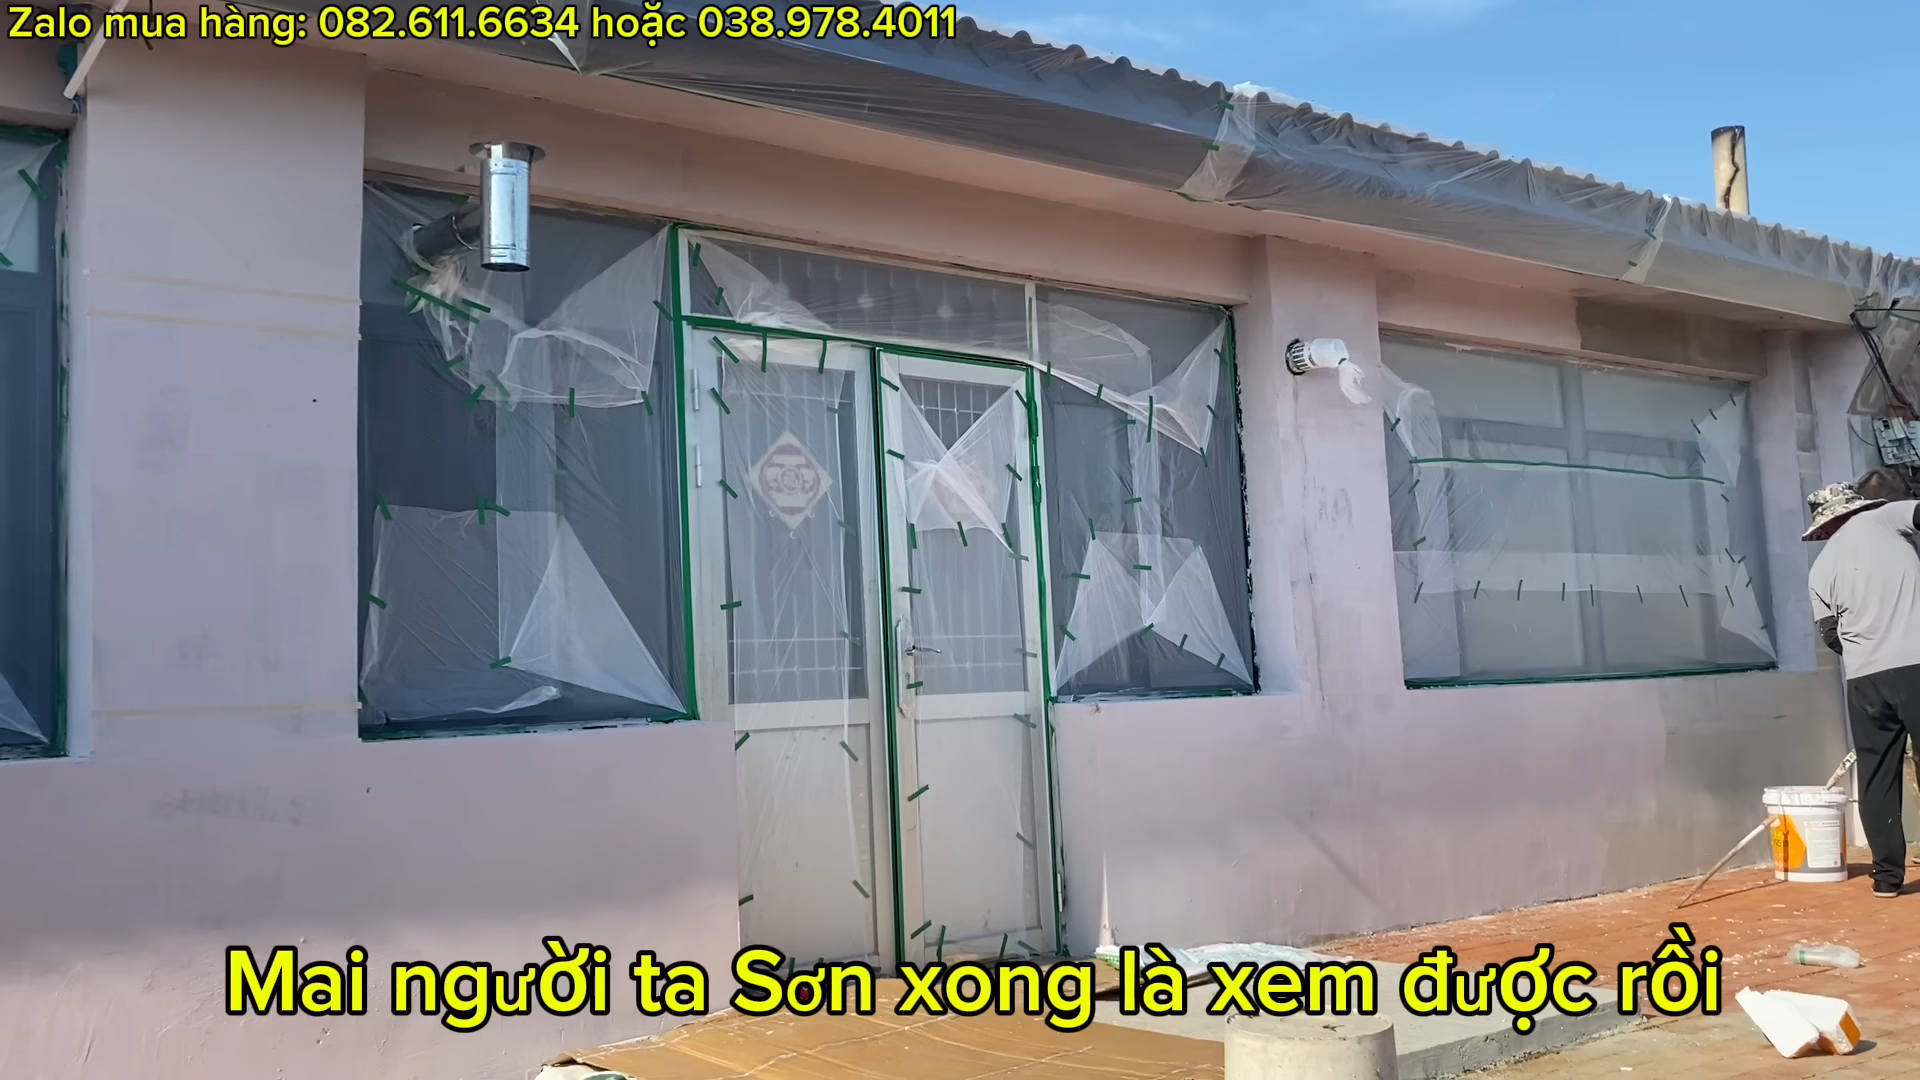 Zalo mua hàng: 082.611.6634 hoặc 038.978.4011
Mai người ta Sơn xong là xem được rồi